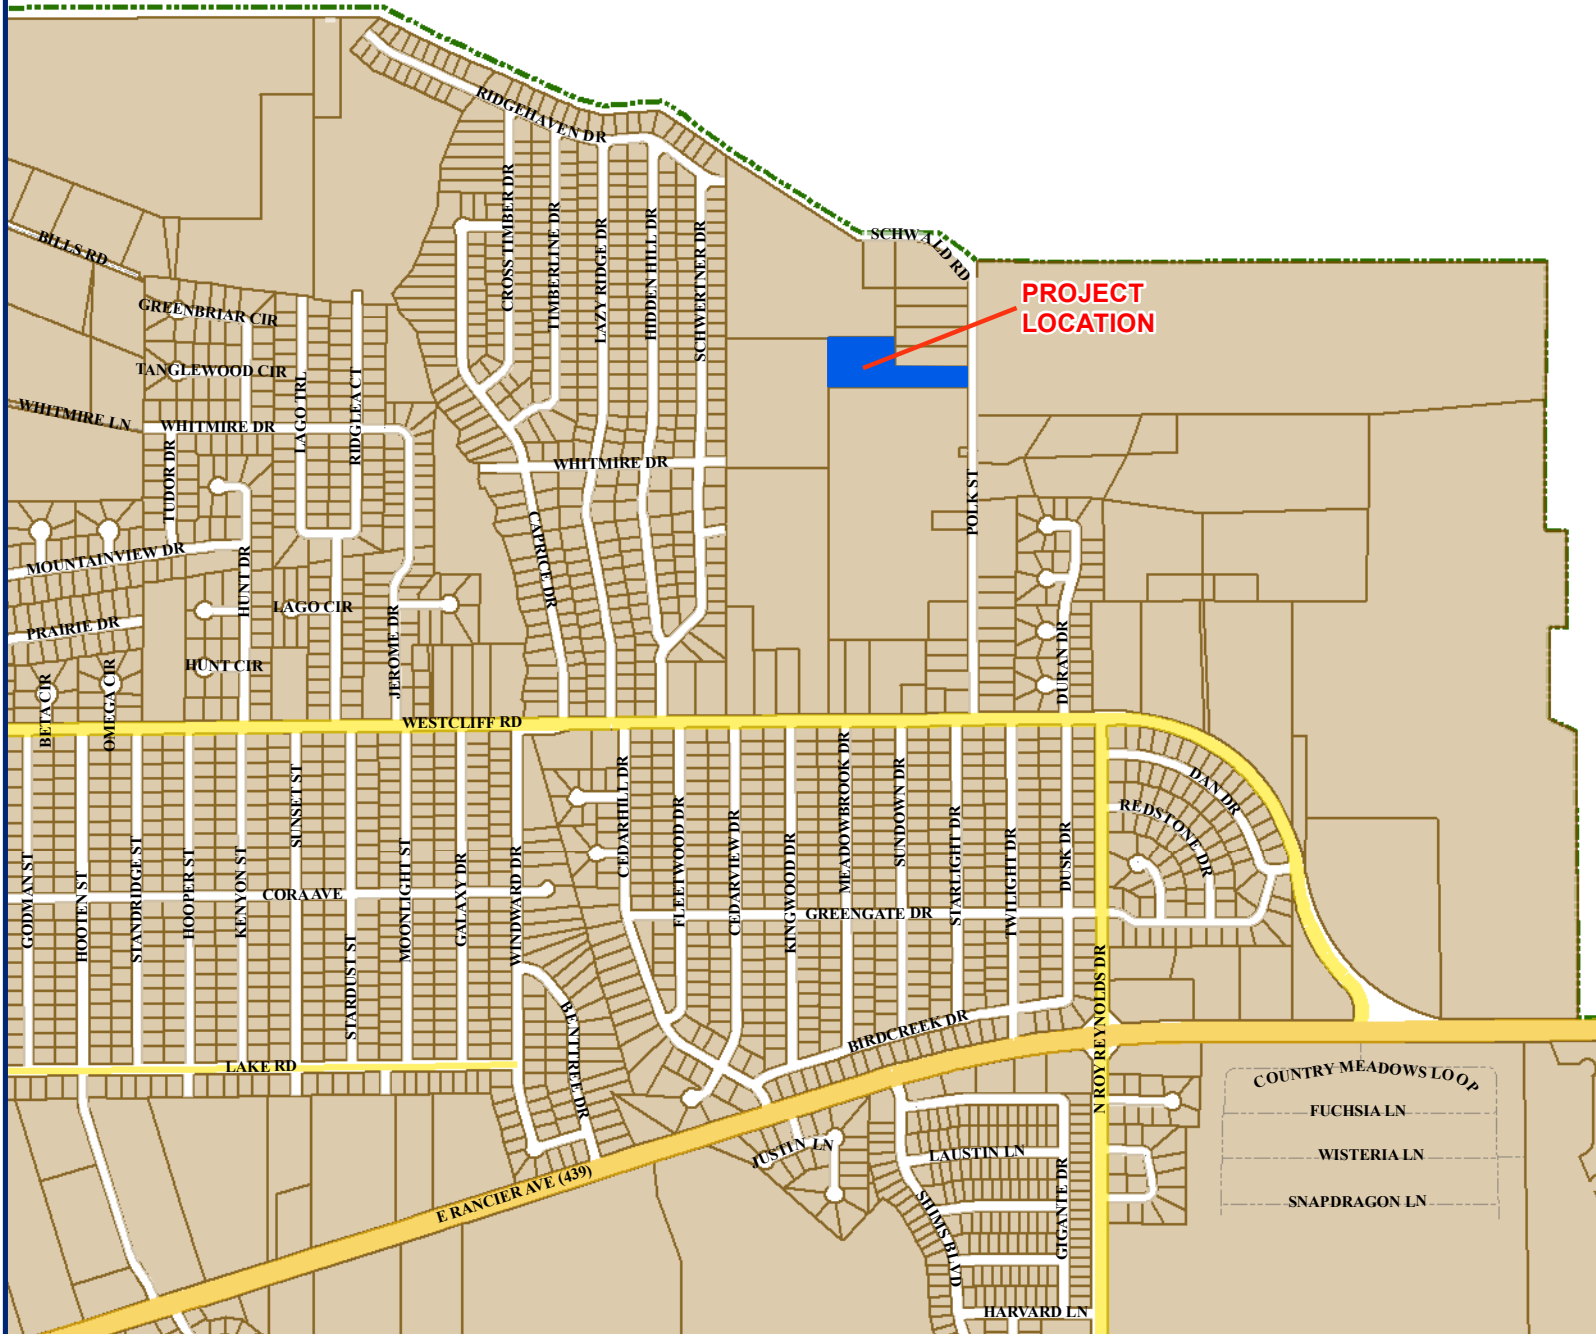 RIDGEHAVEN DR
CROSS TIMBER DR
TIMBERLINE DR
LAZY RIDGE DR
HIDDEN HILL DR
SCHWERTNER DR
SCHWALD RD
BILLS RD
PROJECT
LOCATION
GREENBRIAR CIR
TANGLEWOOD CIR
LAGO TRL
RIDGLEA CT
WHITMIRE LN
WHITMIRE DR
TUDOR DR
WHITMIRE DR
POLK ST
CAPRICE DR
MOUNTAINVIEW DR
HUNT DR
LAGO CIR
JEROME DR
PRAIRIE DR
HUNT CIR
DURAN DR
BETA CIR
OMEGA CIR
WESTCLIFF RD
SUNSET ST
CEDARHILL DR
FLEETWOOD DR
CEDARVIEW DR
KINGWOOD DR
MEADOWBROOK DR
SUNDOWN DR
STARLIGHT DR
TWILIGHT DR
DUSK DR
DAN DR
REDSTONE DR
GODMAN ST
HOOTEN ST
STANDRIDGE ST
HOOPER ST
KENYON ST
CORA AVE
STARDUST ST
MOONLIGHT ST
GALAXY DR
WINDWARD DR
GREENGATE DR
N ROY REYNOLDS DR
BIRDCREEK DR
BENTTREE DR
LAKE RD
COUNTRY MEADOWS LOOP
FUCHSIA LN
JUSTIN LN
LAUSTIN LN
WISTERIA LN
E RANCIER AVE (439)
SHIMS BLVD
GIGANTE DR
SNAPDRAGON LN
HARVARD LN